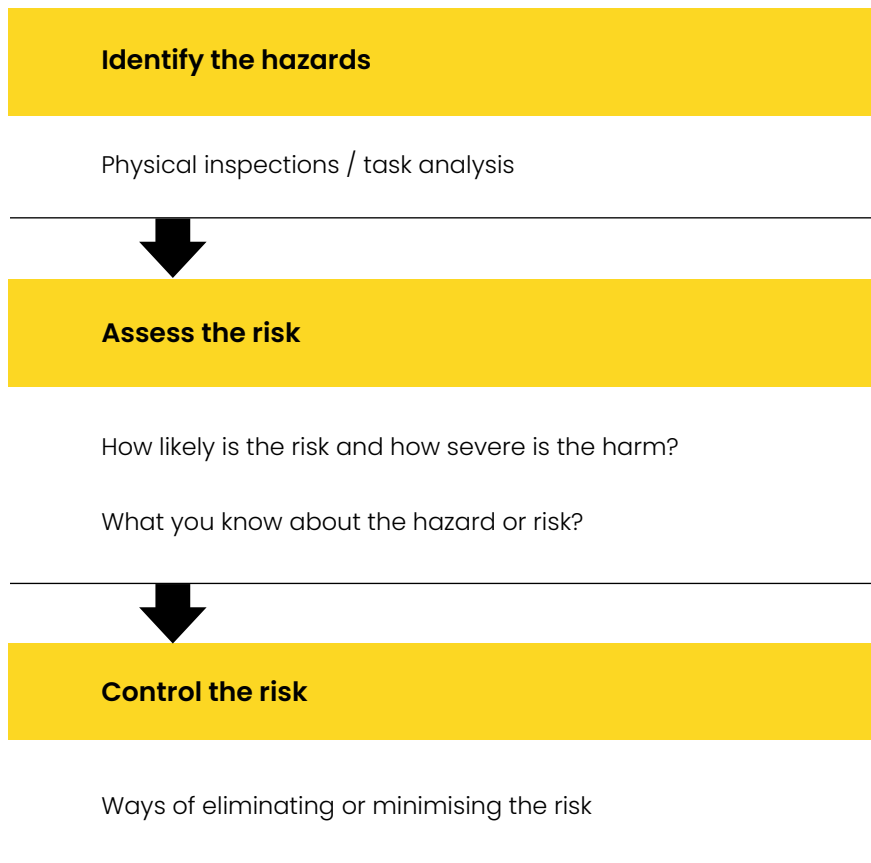 Identify the hazards
Physical inspections / task analysis
Assess the risk
How likely is the risk and how severe is the harm?
What you know about the hazard or risk?
Control the risk
Ways of eliminating or minimising the risk